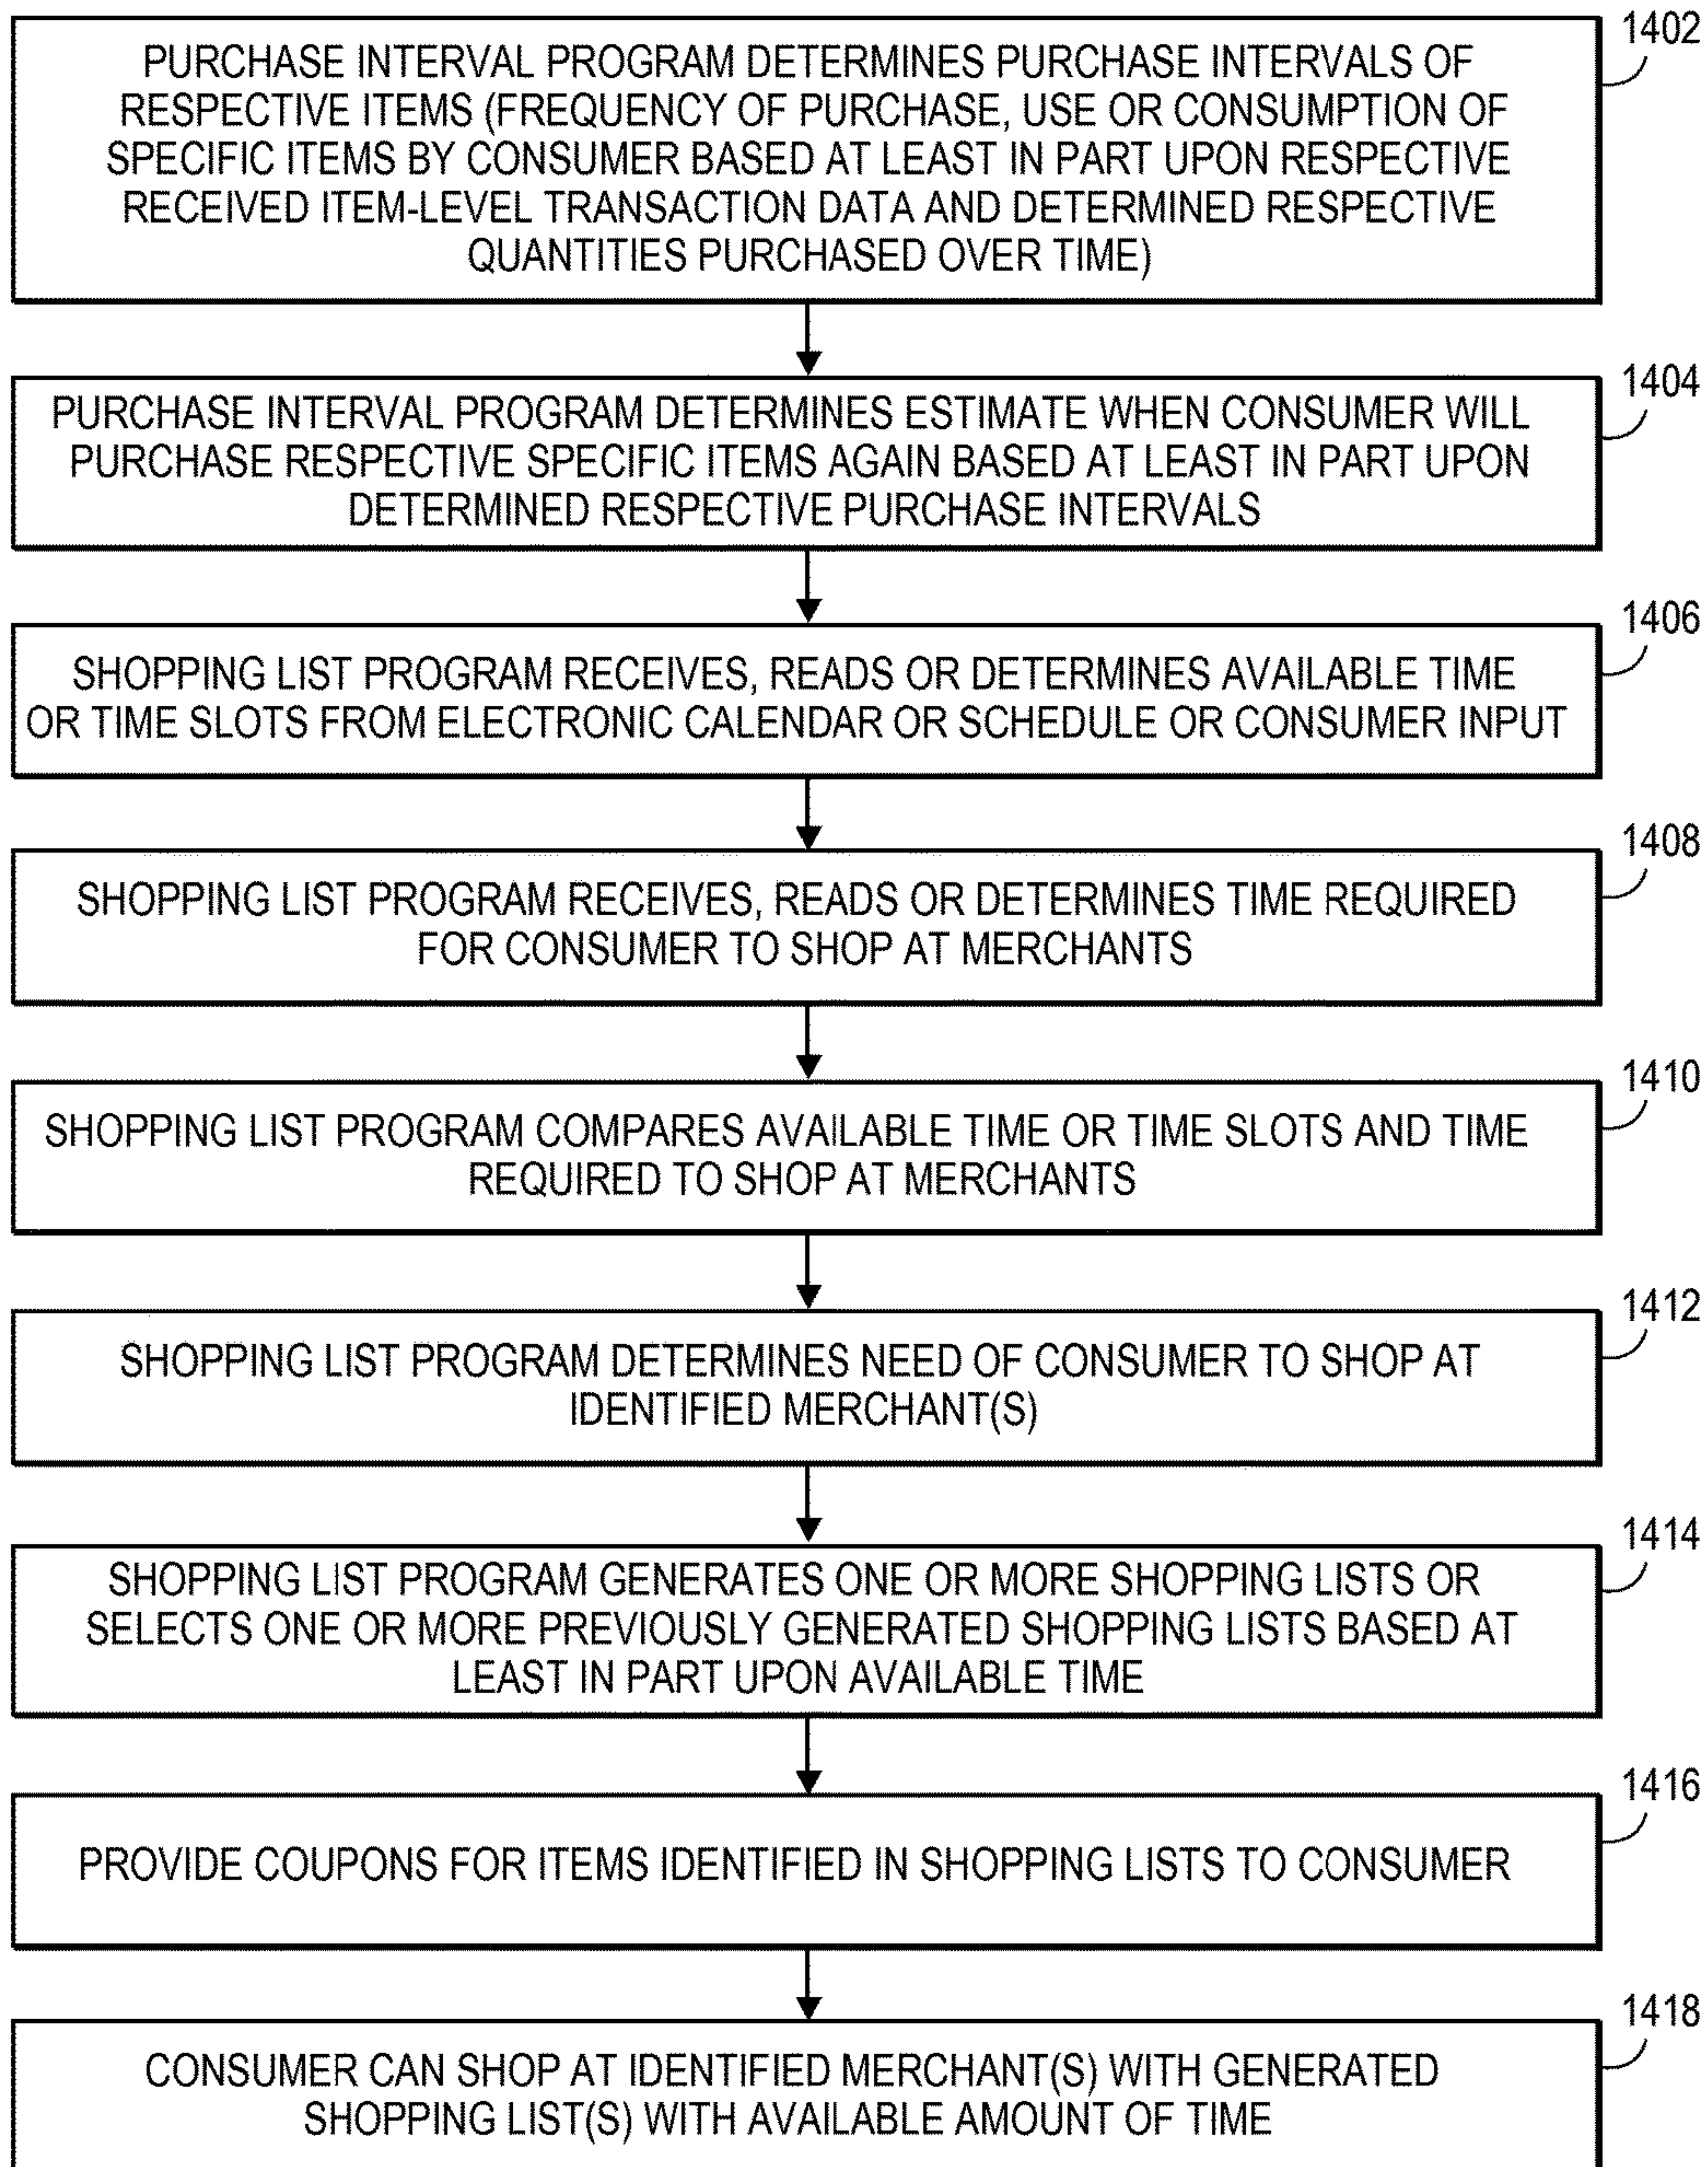 1402
PURCHASE INTERVAL PROGRAM DETERMINES PURCHASE INTERVALS OF
RESPECTIVE ITEMS (FREQUENCY OF PURCHASE, USE OR CONSUMPTION OF
SPECIFIC ITEMS BY CONSUMER BASED AT LEAST IN PART UPON RESPECTIVE
RECEIVED ITEM-LEVEL TRANSACTION DATA AND DETERMINED RESPECTIVE
QUANTITIES PURCHASED OVER TIME)
1404
PURCHASE INTERVAL PROGRAM DETERMINES ESTIMATE WHEN CONSUMER WILL
PURCHASE RESPECTIVE SPECIFIC ITEMS AGAIN BASED AT LEAST IN PART UPON
DETERMINED RESPECTIVE PURCHASE INTERVALS
1406
SHOPPING LIST PROGRAM RECEIVES, READS OR DETERMINES AVAILABLE TIME
OR TIME SLOTS FROM ELECTRONIC CALENDAR OR SCHEDULE OR CONSUMER INPUT
1408
SHOPPING LIST PROGRAM RECEIVES, READS OR DETERMINES TIME REQUIRED
FOR CONSUMER TO SHOP AT MERCHANTS
1410
SHOPPING LIST PROGRAM COMPARES AVAILABLE TIME OR TIME SLOTS AND TIME
REQUIRED TO SHOP AT MERCHANTS
1412
SHOPPING LIST PROGRAM DETERMINES NEED OF CONSUMER TO SHOP AT
IDENTIFIED MERCHANT(S)
1414
SHOPPING LIST PROGRAM GENERATES ONE OR MORE SHOPPING LISTS OR
SELECTS ONE OR MORE PREVIOUSLY GENERATED SHOPPING LISTS BASED AT
LEAST IN PART UPON AVAILABLE TIME
1416
PROVIDE COUPONS FOR ITEMS IDENTIFIED IN SHOPPING LISTS TO CONSUMER
1418
CONSUMER CAN SHOP AT IDENTIFIED MERCHANT(S) WITH GENERATED
SHOPPING LIST(S) WITH AVAILABLE AMOUNT OF TIME